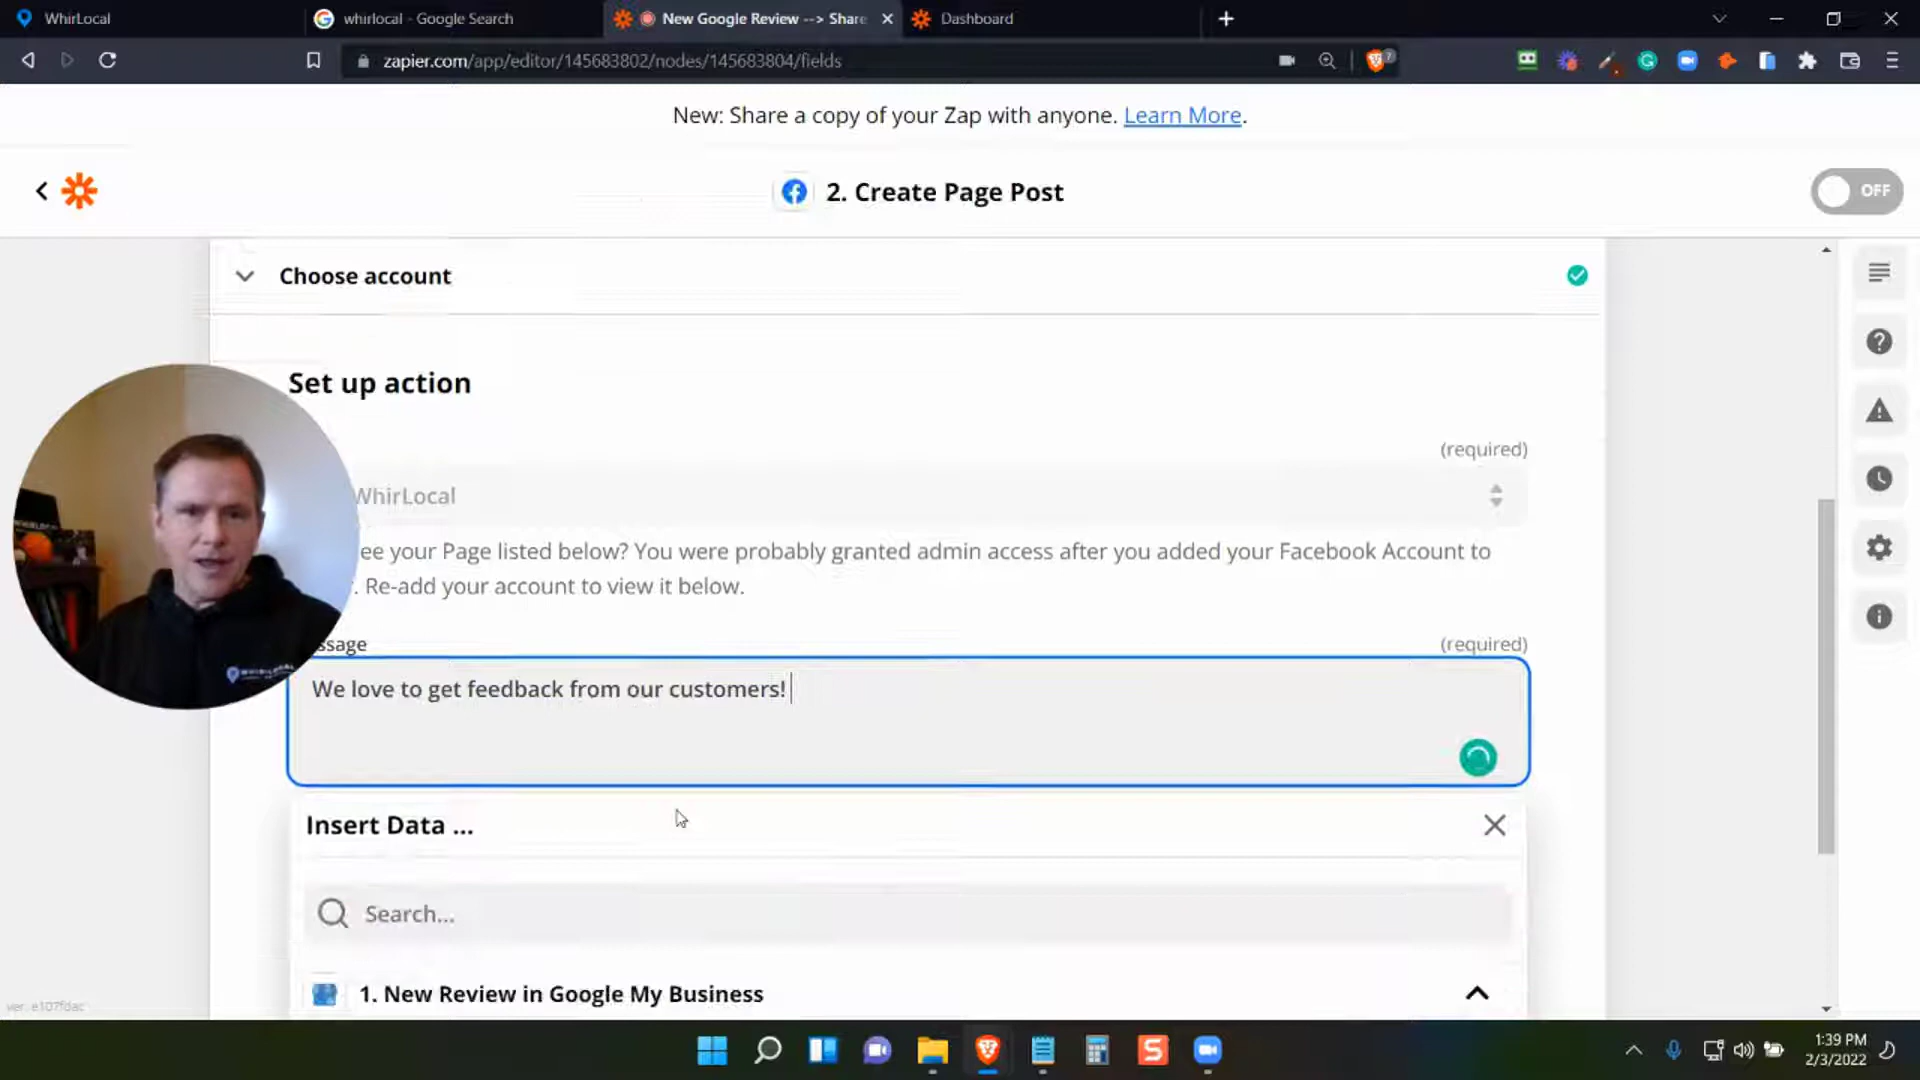 WhirLocal
whirlocal - Google Search
New Google Review --> Share
Dashboard
zapier.com/app/editor/145683802/nodes/145683804/fields
7
New: Share a copy of your Zap with anyone. Learn More.
2. Create Page Post
OFF
Choose account
Set up action
(required)
WhirLocal
ee your Page listed below? You were probably granted admin access after you added your Facebook Account to
. Re-add your account to view it below.
ssage
(required)
We love to get feedback from our customers!
Insert Data ...
Search...
1. New Review in Google My Business
ver. e107fdac
1:39 PM
2/3/2022